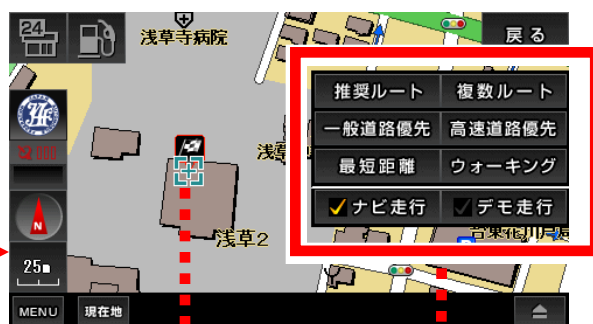 24
浅草寺病院
戻る
JAPAN
推奨ルート 複数ルート
一般道路優先 高速道路優先
最短距離 ウォーキング
ナビ走行 デモ走行
浅草2
N
25m
MENU 現在地